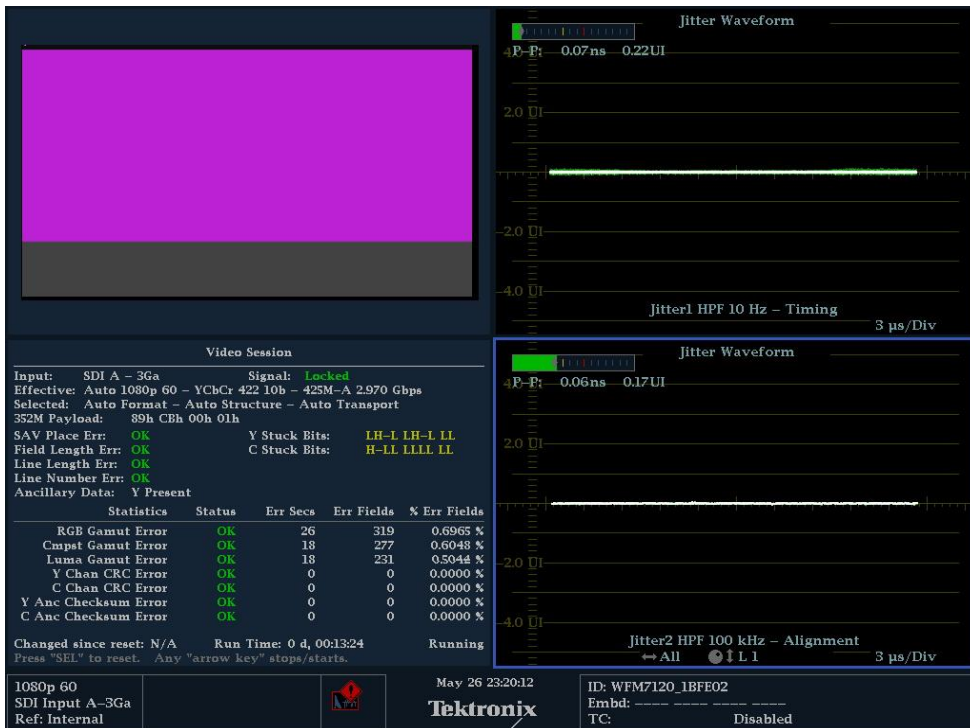 Jitter Waveform
P-P: 0.07ns 0.22UI
4.0 UI
2.0 UI
-2.0 UI
-4.0 UI
Jitter1 HPF 10 Hz - Timing
3 µs/Div
Video Session
Input: SDI A - 3Ga Signal: Locked
Effective: Auto 1080p 60 - YCbCr 422 10b - 425M-A 2.970 Gbps
Selected: Auto Format - Auto Structure - Auto Transport
352M Payload: 89h CBh 00h 01h
SAV Place Err: OK Y Stuck Bits: LH-L LH-L LL
Field Length Err: OK C Stuck Bits: H-LL LLLL LL
Line Length Err: OK
Line Number Err: OK
Ancillary Data: Y Present
Statistics Status Err Secs Err Fields % Err Fields
RGB Gamut Error OK 26 319 0.6965 %
Cmpst Gamut Error OK 18 277 0.6048 %
Luma Gamut Error OK 18 231 0.5044 %
Y Chan CRC Error OK 0 0 0.0000 %
C Chan CRC Error OK 0 0 0.0000 %
Y Anc Checksum Error OK 0 0 0.0000 %
C Anc Checksum Error OK 0 0 0.0000 %
Changed since reset: N/A Run Time: 0 d, 00:13:24 Running
Press "SEL" to reset. Any "arrow key" stops/starts.
Jitter Waveform
P-P: 0.06ns 0.17UI
4.0 UI
2.0 UI
-2.0 UI
-4.0 UI
Jitter2 HPF 100 kHz - Alignment
↔ All ↕ L 1 3 µs/Div
1080p 60
SDI Input A-3Ga
Ref: Internal
May 26 23:20:12
Tektronix
ID: WFM7120_1BFE02
Embd: ---- ---- ---- ----
TC: Disabled